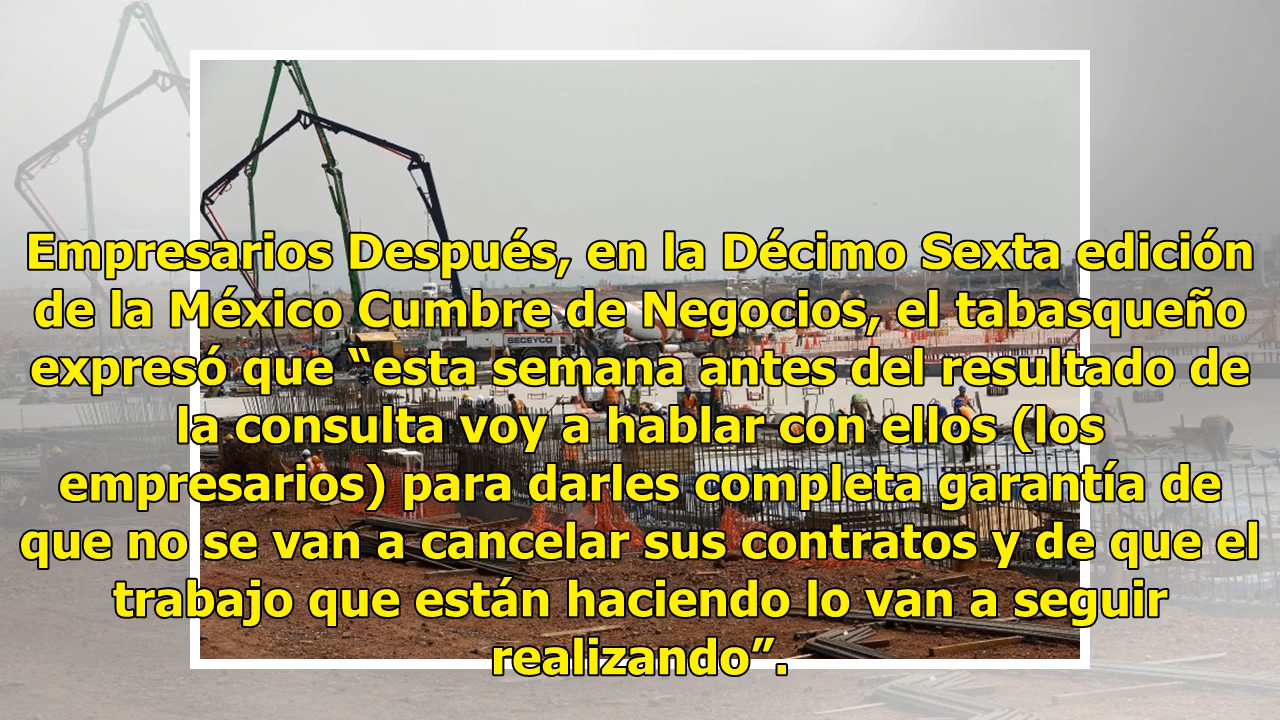 Empresarios Después, en la Décimo Sexta edición
de la México Cumbre de Negocios, el tabasqueño
expresó que “esta semana antes del resultado de
la consulta voy a hablar con ellos (los
empresarios) para darles completa garantía de
que no se van a cancelar sus contratos y de que el
trabajo que están haciendo lo van a seguir
realizando”.
SECEYCO